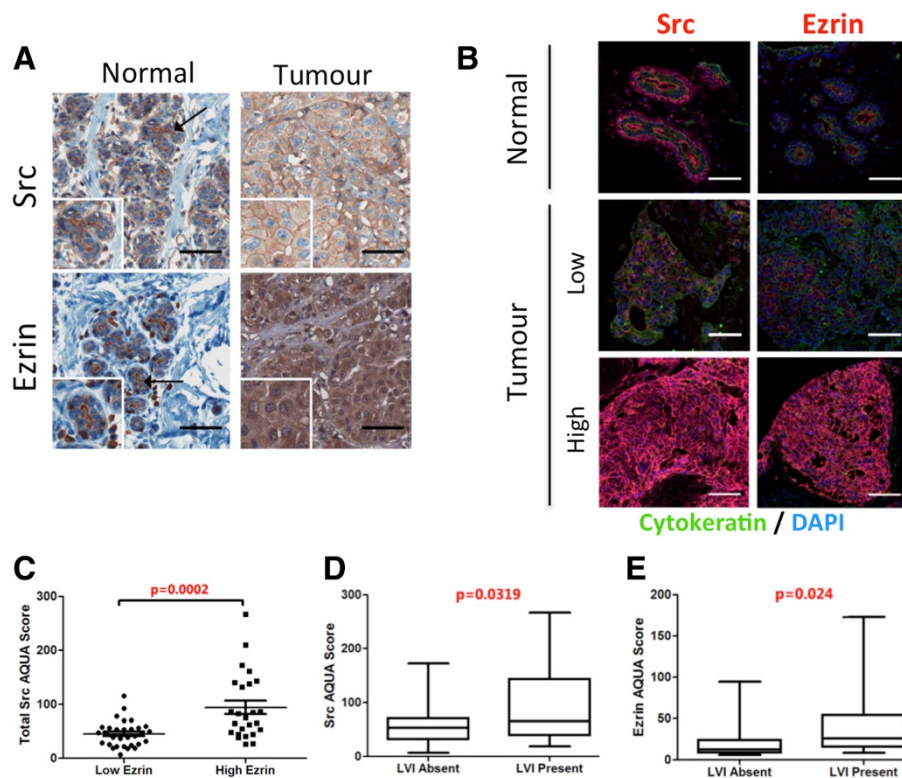 A
Normal
Tumour
Src
Ezrin
B
Src
Ezrin
Normal
Tumour
Low
High
Cytokeratin / DAPI
C
p=0.0002
Total Src AQUA Score
300
200
100
0
Low Ezrin
High Ezrin
D
p=0.0319
Src AQUA Score
300
200
100
0
LVI Absent
LVI Present
E
p=0.024
Ezrin AQUA Score
200
150
100
50
0
LVI Absent
LVI Present